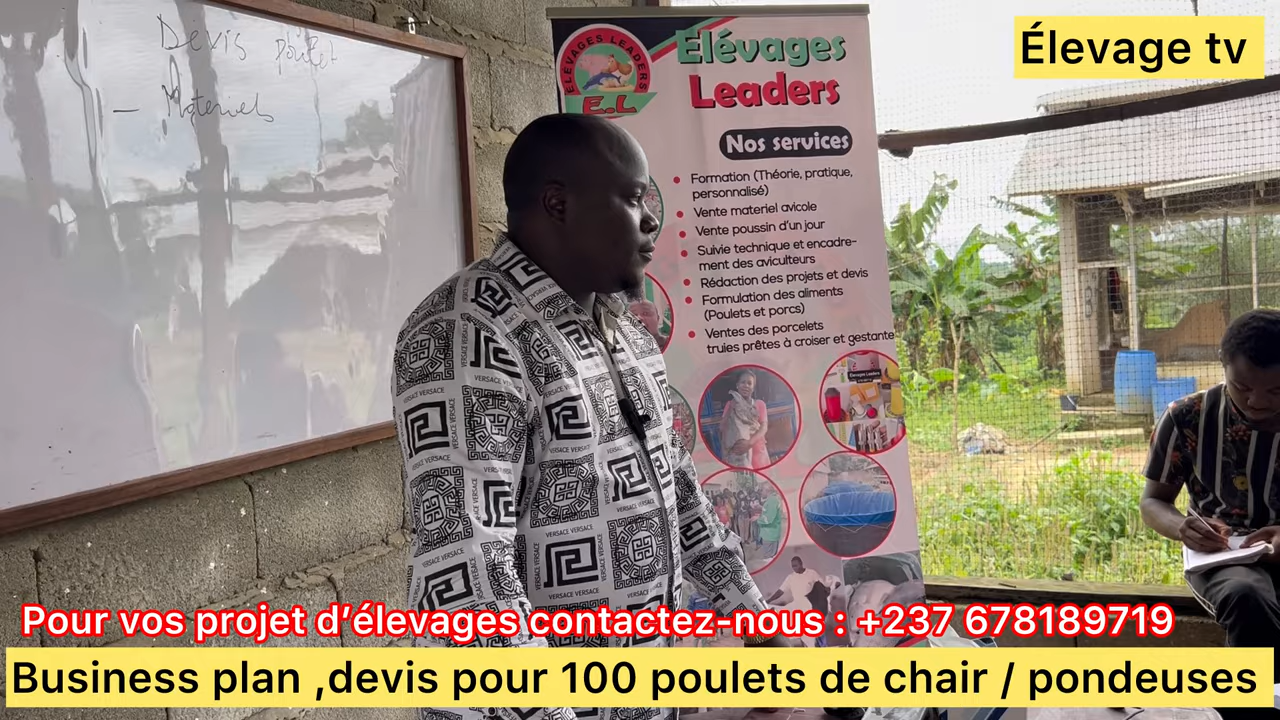 Devis poulet
- Materiels
ÉLEVAGES LEADERS
E.L
Elévages
Leaders
Nos services
Formation (Théorie, pratique,
personnalisé)
Vente materiel avicole
Vente poussin d'un jour
Suivie technique et encadre-
ment des aviculteurs
Rédaction des projets et devis
Formulation des aliments
(Poulets et porcs)
Ventes des porcelets
truies prêtes à croiser et gestante
Élevage tv
VERSACE VERSACE
Pour vos projet d'élevages contactez-nous : +237 678189719
Business plan ,devis pour 100 poulets de chair / pondeuses